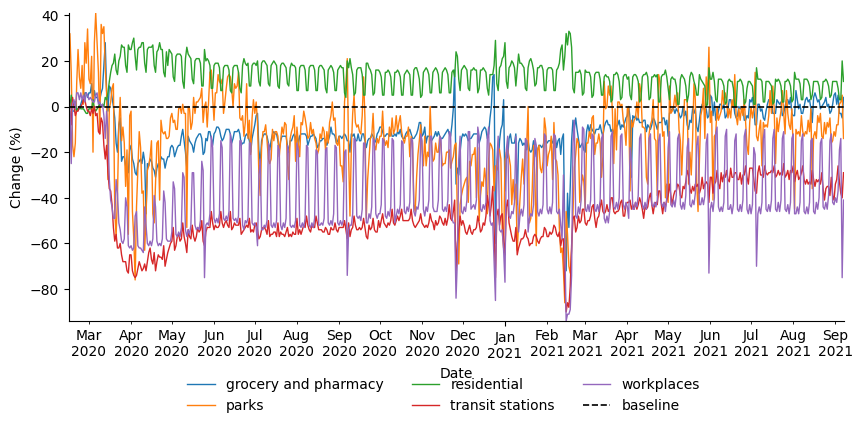 40
20
0
−20
−40
−60
−80
Change (%)
Mar Apr May Jun Jul Aug Sep Oct Nov Dec Jan Feb Mar Apr May Jun Jul Aug Sep
2020 2020 2020 2020 2020 2020 2020 2020 2020 2020 2021 2021 2021 2021 2021 2021 2021 2021 2021
Date
grocery and pharmacy residential workplaces
parks transit stations baseline